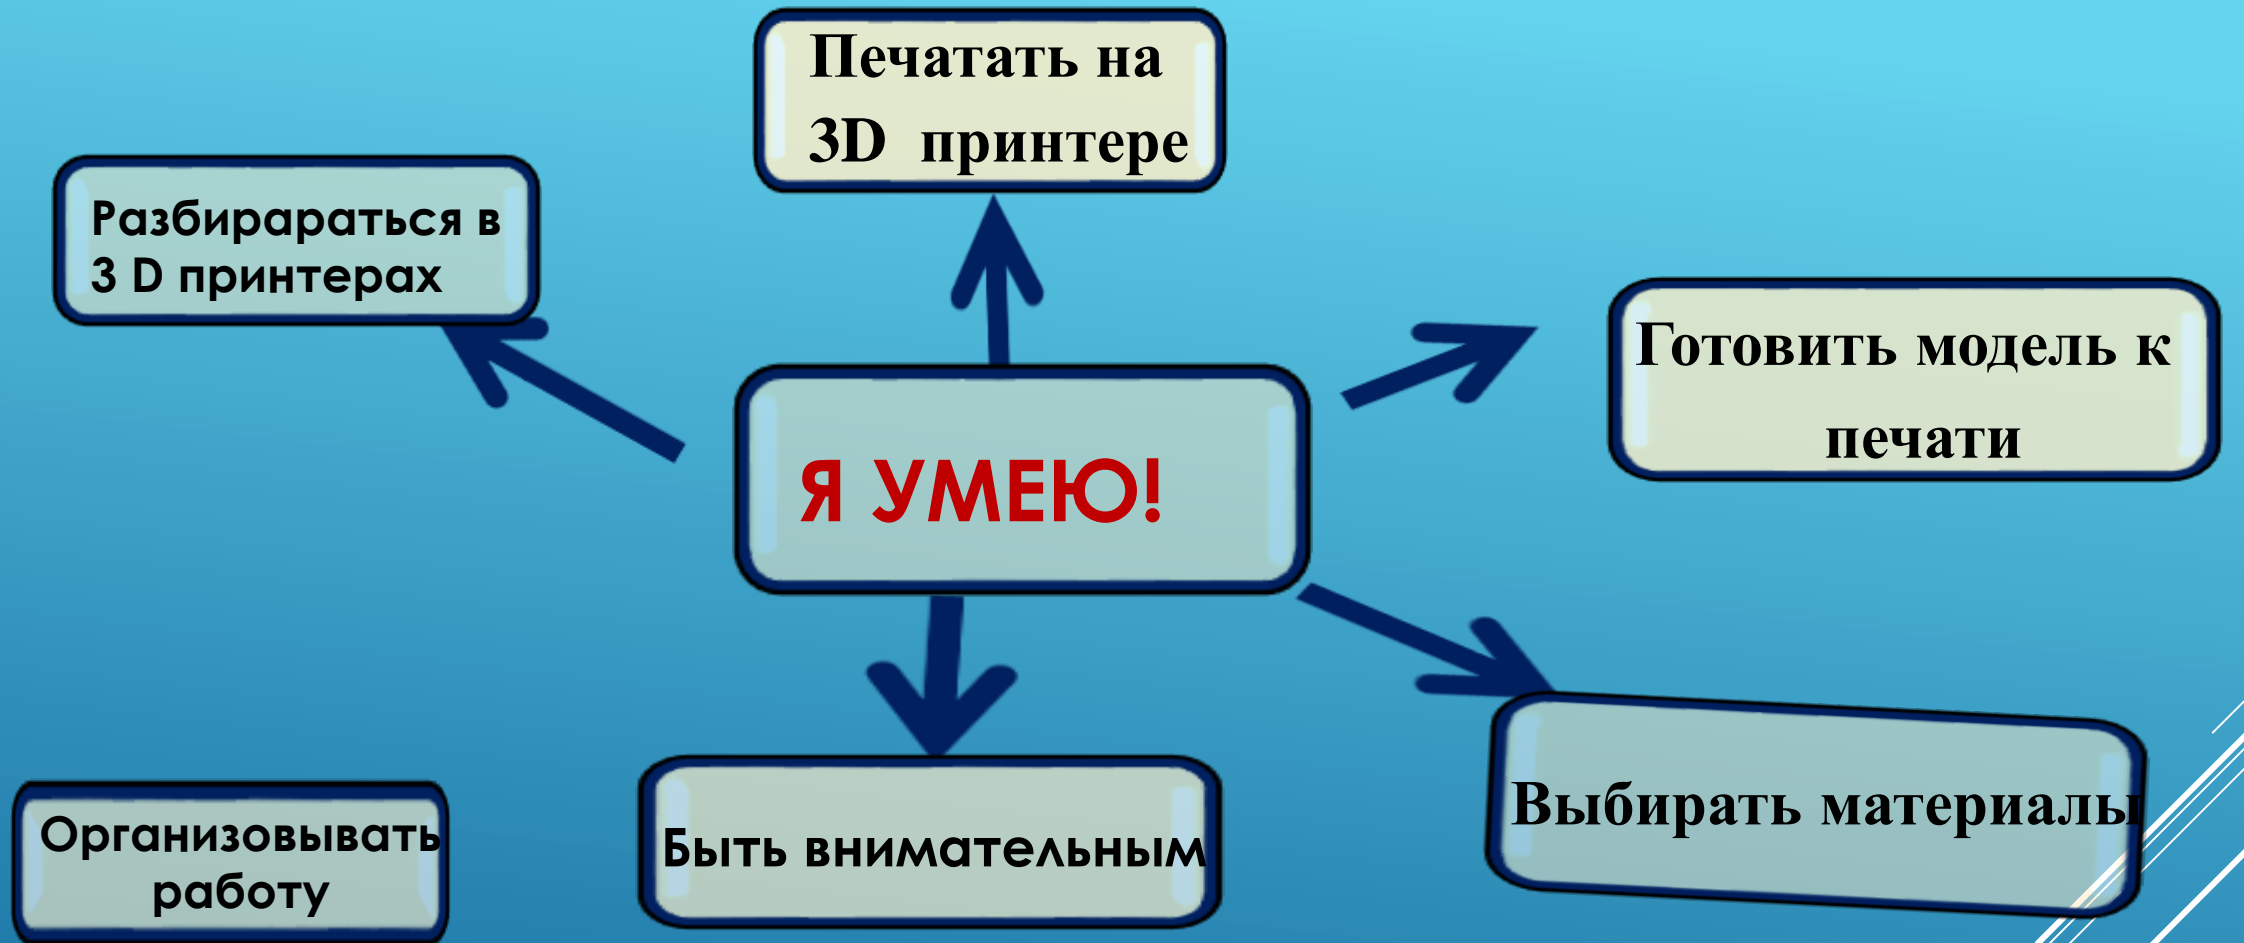 Печатать на
3D принтере
Разбирараться в
3 D принтерах
Готовить модель к
печати
Я УМЕЮ!
Выбирать материалы
Организовывать
работу
Быть внимательным